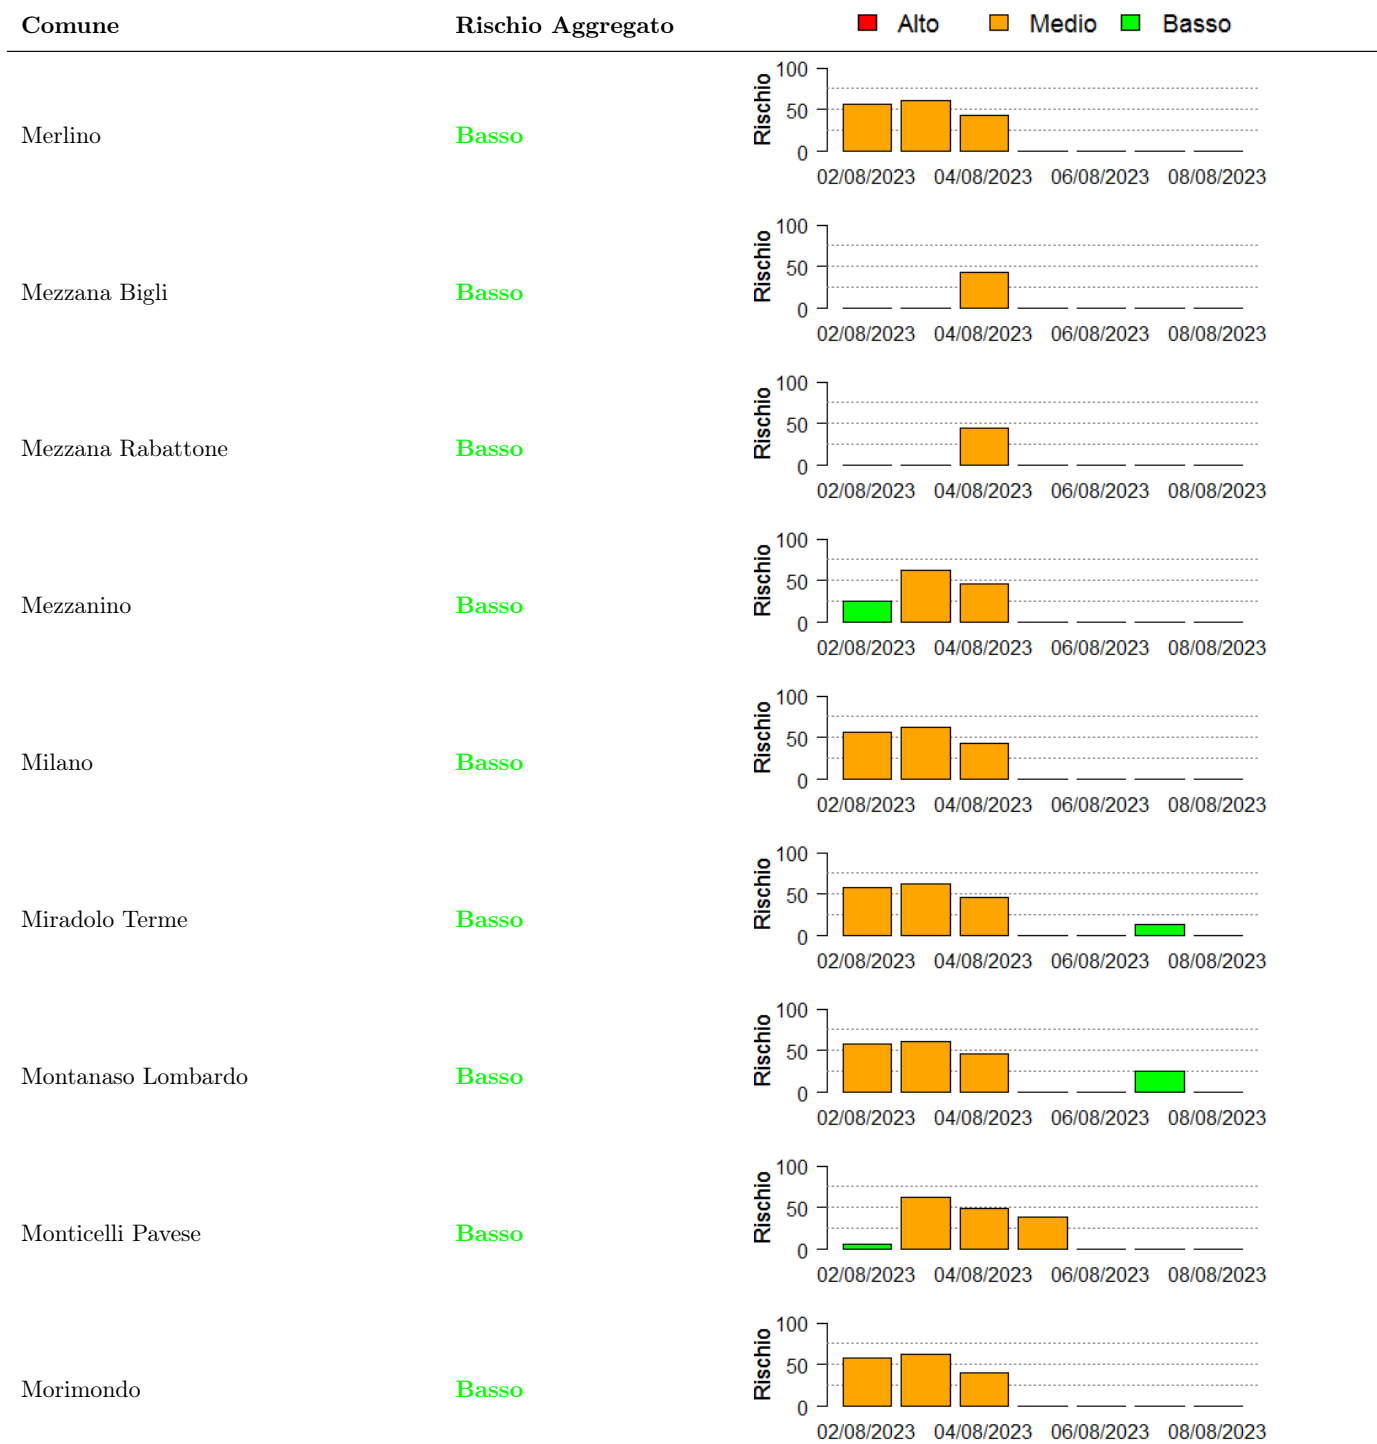 Comune Rischio Aggregato Alto Medio Basso
100
50
0
Rischio
Merlino Basso
02/08/2023 04/08/2023 06/08/2023 08/08/2023
100
50
0
Rischio
Mezzana Bigli Basso
02/08/2023 04/08/2023 06/08/2023 08/08/2023
100
50
0
Rischio
Mezzana Rabattone Basso
02/08/2023 04/08/2023 06/08/2023 08/08/2023
100
50
0
Rischio
Mezzanino Basso
02/08/2023 04/08/2023 06/08/2023 08/08/2023
100
50
0
Rischio
Milano Basso
02/08/2023 04/08/2023 06/08/2023 08/08/2023
100
50
0
Rischio
Miradolo Terme Basso
02/08/2023 04/08/2023 06/08/2023 08/08/2023
100
50
0
Rischio
Montanaso Lombardo Basso
02/08/2023 04/08/2023 06/08/2023 08/08/2023
100
50
0
Rischio
Monticelli Pavese Basso
02/08/2023 04/08/2023 06/08/2023 08/08/2023
100
50
0
Rischio
Morimondo Basso
02/08/2023 04/08/2023 06/08/2023 08/08/2023